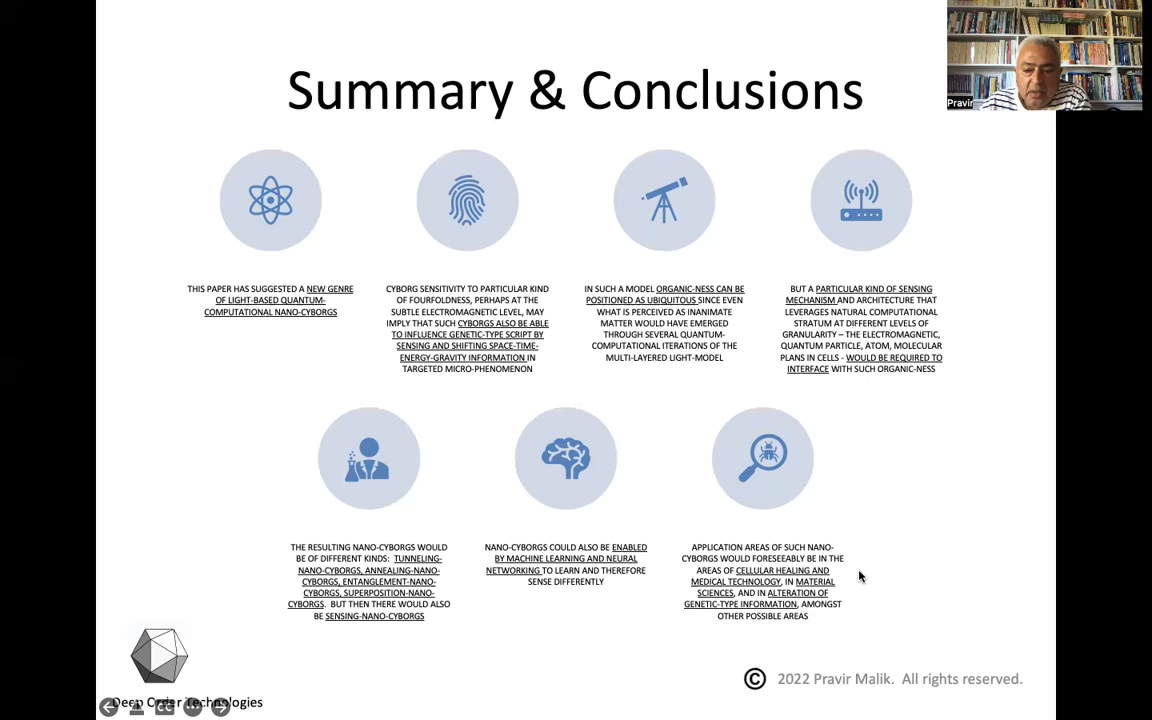 Summary & Conclusions
Pravir
THIS PAPER HAS SUGGESTED A NEW GENRE
OF LIGHT-BASED QUANTUM-
COMPUTATIONAL NANO-CYBORGS
CYBORG SENSITIVITY TO PARTICULAR KIND
OF FOURFOLDNESS, PERHAPS AT THE
SUBTLE ELECTROMAGNETIC LEVEL, MAY
IMPLY THAT SUCH CYBORGS ALSO BE ABLE
TO INFLUENCE GENETIC-TYPE SCRIPT BY
SENSING AND SHIFTING SPACE-TIME-
ENERGY-GRAVITY INFORMATION IN
TARGETED MICRO-PHENOMENON
IN SUCH A MODEL ORGANIC-NESS CAN BE
POSITIONED AS UBIQUITOUS SINCE EVEN
WHAT IS PERCEIVED AS INANIMATE
MATTER WOULD HAVE EMERGED
THROUGH SEVERAL QUANTUM-
COMPUTATIONAL ITERATIONS OF THE
MULTI-LAYERED LIGHT-MODEL
BUT A PARTICULAR KIND OF SENSING
MECHANISM AND ARCHITECTURE THAT
LEVERAGES NATURAL COMPUTATIONAL
STRATUM AT DIFFERENT LEVELS OF
GRANULARITY – THE ELECTROMAGNETIC,
QUANTUM PARTICLE, ATOM, MOLECULAR
PLANS IN CELLS - WOULD BE REQUIRED TO
INTERFACE WITH SUCH ORGANIC-NESS
THE RESULTING NANO-CYBORGS WOULD
BE OF DIFFERENT KINDS: TUNNELING-
NANO-CYBORGS, ANNEALING-NANO-
CYBORGS, ENTANGLEMENT-NANO-
CYBORGS, SUPERPOSITION-NANO-
CYBORGS. BUT THEN THERE WOULD ALSO
BE SENSING-NANO-CYBORGS
NANO-CYBORGS COULD ALSO BE ENABLED
BY MACHINE LEARNING AND NEURAL
NETWORKING TO LEARN AND THEREFORE
SENSE DIFFERENTLY
APPLICATION AREAS OF SUCH NANO-
CYBORGS WOULD FORESEEABLY BE IN THE
AREAS OF CELLULAR HEALING AND
MEDICAL TECHNOLOGY, IN MATERIAL
SCIENCES, AND IN ALTERATION OF
GENETIC-TYPE INFORMATION, AMONGST
OTHER POSSIBLE AREAS
Deep Order Technologies
© 2022 Pravir Malik. All rights reserved.